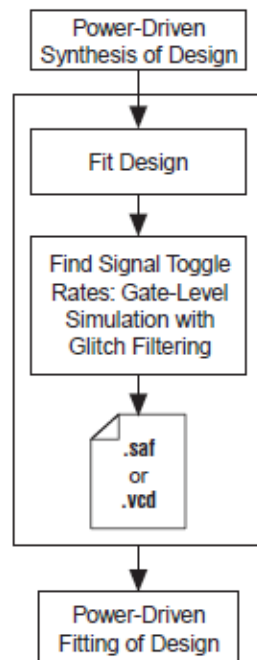 Power-Driven
Synthesis of Design
Fit Design
Find Signal Toggle
Rates: Gate-Level
Simulation with
Glitch Filtering
.saf
or
.vcd
Power-Driven
Fitting of Design